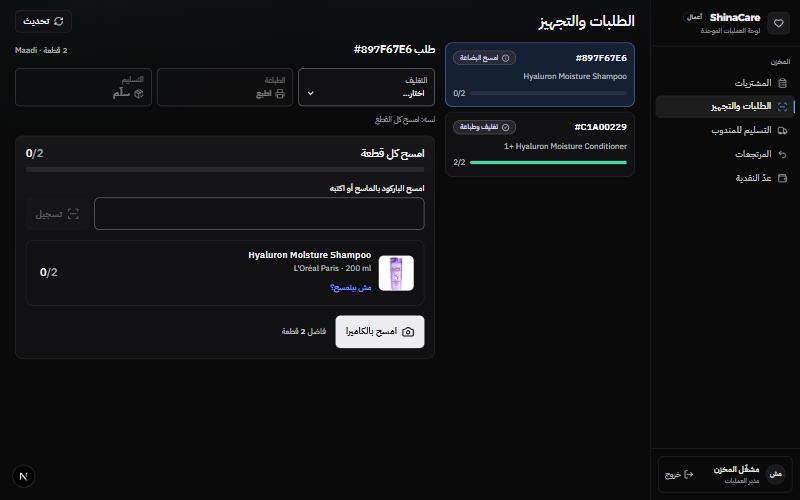 ShinaCare أعمال
لوحة العمليات الموحدة
المخزن
المشتريات
الطلبات والتجهيز
التسليم للمندوب
المرتجعات
عدّ النقدية
مشغّل المخزن
مدير العمليات
مش
خروج
الطلبات والتجهيز
تحديث
#897F67E6
امسح البضاعة
Hyaluron Moisture Shampoo
0/2
#C1A00229
تغليف وطباعة
Hyaluron Moisture Conditioner +1
2/2
طلب #897F67E6
2 قطعة · Maadi
التغليف
اختار...
الطباعة
اطبع
التسليم
سلّم
لسه: امسح كل القطع
امسح كل قطعة
0/2
امسح الباركود بالماسح أو اكتبه
تسجيل
Hyaluron Moisture Shampoo
L'Oréal Paris · 200 ml
مش بيتمسح؟
0/2
امسح بالكاميرا
فاضل 2 قطعة
N